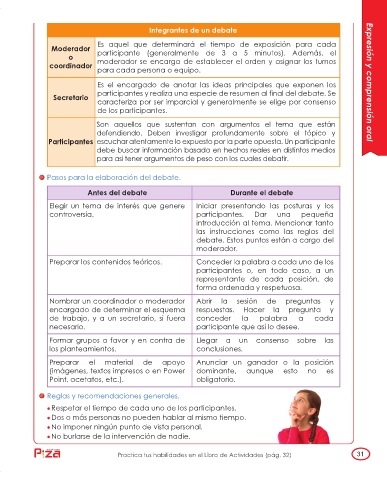 Integrantes de un debate
Moderador
o
coordinador
Es aquel que determinará el tiempo de exposición para cada
participante (generalmente de 3 a 5 minutos). Además, el
moderador se encarga de establecer el orden y asignar los turnos
para cada persona o equipo.
Secretario
Es el encargado de anotar las ideas principales que exponen los
participantes y realiza una especie de resumen al final del debate. Se
caracteriza por ser imparcial y generalmente se elige por consenso
de los participantes.
Participantes
Son aquellos que sustentan con argumentos el tema que están
defendiendo. Deben investigar profundamente sobre el tópico y
escuchar atentamente lo expuesto por la parte opuesta. Un participante
debe buscar información basada en hechos reales en distintos medios
para así tener argumentos de peso con los cuales debatir.
Expresión y comprensión oral
Pasos para la elaboración del debate.
Antes del debate
Durante el debate
Elegir un tema de interés que genere
controversia.
Iniciar presentando las posturas y los
participantes. Dar una pequeña
introducción al tema. Mencionar tanto
las instrucciones como las reglas del
debate. Estos puntos están a cargo del
moderador.
Preparar los contenidos teóricos.
Conceder la palabra a cada uno de los
participantes o, en todo caso, a un
representante de cada posición, de
forma ordenada y respetuosa.
Nombrar un coordinador o moderador
encargado de determinar el esquema
de trabajo, y a un secretario, si fuera
necesario.
Abrir la sesión de preguntas y
respuestas. Hacer la pregunta y
conceder la palabra a cada
participante que así lo desee.
Formar grupos a favor y en contra de
los planteamientos.
Llegar a un consenso sobre las
conclusiones.
Preparar el material de apoyo
(imágenes, textos impresos o en Power
Point, acetatos, etc.).
Anunciar un ganador o la posición
dominante, aunque esto no es
obligatorio.
Reglas y recomendaciones generales.
Respetar el tiempo de cada uno de los participantes.
Dos o más personas no pueden hablar al mismo tiempo.
No imponer ningún punto de vista personal.
No burlarse de la intervención de nadie.
Practica tus habilidades en el Libro de Actividades (pág. 32)
31